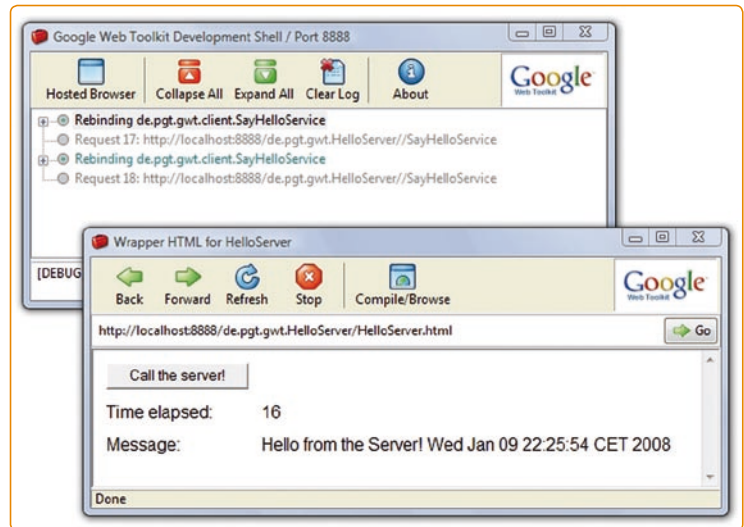 Google Web Toolkit Development Shell / Port 8888
Hosted Browser Collapse All Expand All Clear Log About
Google
Web Toolkit
Rebinding de.pgt.gwt.client.SayHelloService
Request 17: http://localhost:8888/de.pgt.gwt.HelloServer//SayHelloService
Rebinding de.pgt.gwt.client.SayHelloService
Request 18: http://localhost:8888/de.pgt.gwt.HelloServer//SayHelloService
[DEBUG
Wrapper HTML for HelloServer
Back Forward Refresh Stop Compile/Browse
Google
Web Toolkit
http://localhost:8888/de.pgt.gwt.HelloServer/HelloServer.html Go
Call the server!
Time elapsed: 16
Message: Hello from the Server! Wed Jan 09 22:25:54 CET 2008
Done